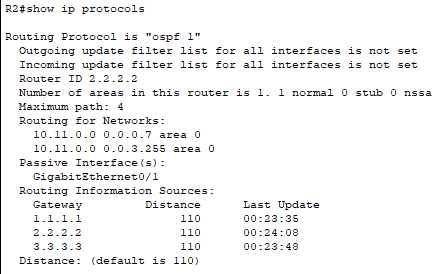 R2#show ip protocols
Routing Protocol is "ospf 1"
Outgoing update filter list for all interfaces is not set
Incoming update filter list for all interfaces is not set
Router ID 2.2.2.2
Number of areas in this router is 1. 1 normal 0 stub 0 nssa
Maximum path: 4
Routing for Networks:
10.11.0.0 0.0.0.7 area 0
10.11.0.0 0.0.3.255 area 0
Passive Interface(s):
GigabitEthernet0/1
Routing Information Sources:
Gateway Distance Last Update
1.1.1.1 110 00:23:35
2.2.2.2 110 00:24:08
3.3.3.3 110 00:23:48
Distance: (default is 110)